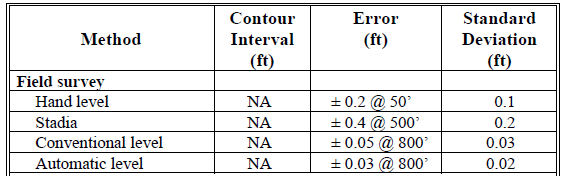 Method Contour Interval (ft) Error (ft) Standard Deviation (ft)
Field survey
Hand level NA ± 0.2 @ 50’ 0.1
Stadia NA ± 0.4 @ 500’ 0.2
Conventional level NA ± 0.05 @ 800’ 0.03
Automatic level NA ± 0.03 @ 800’ 0.02